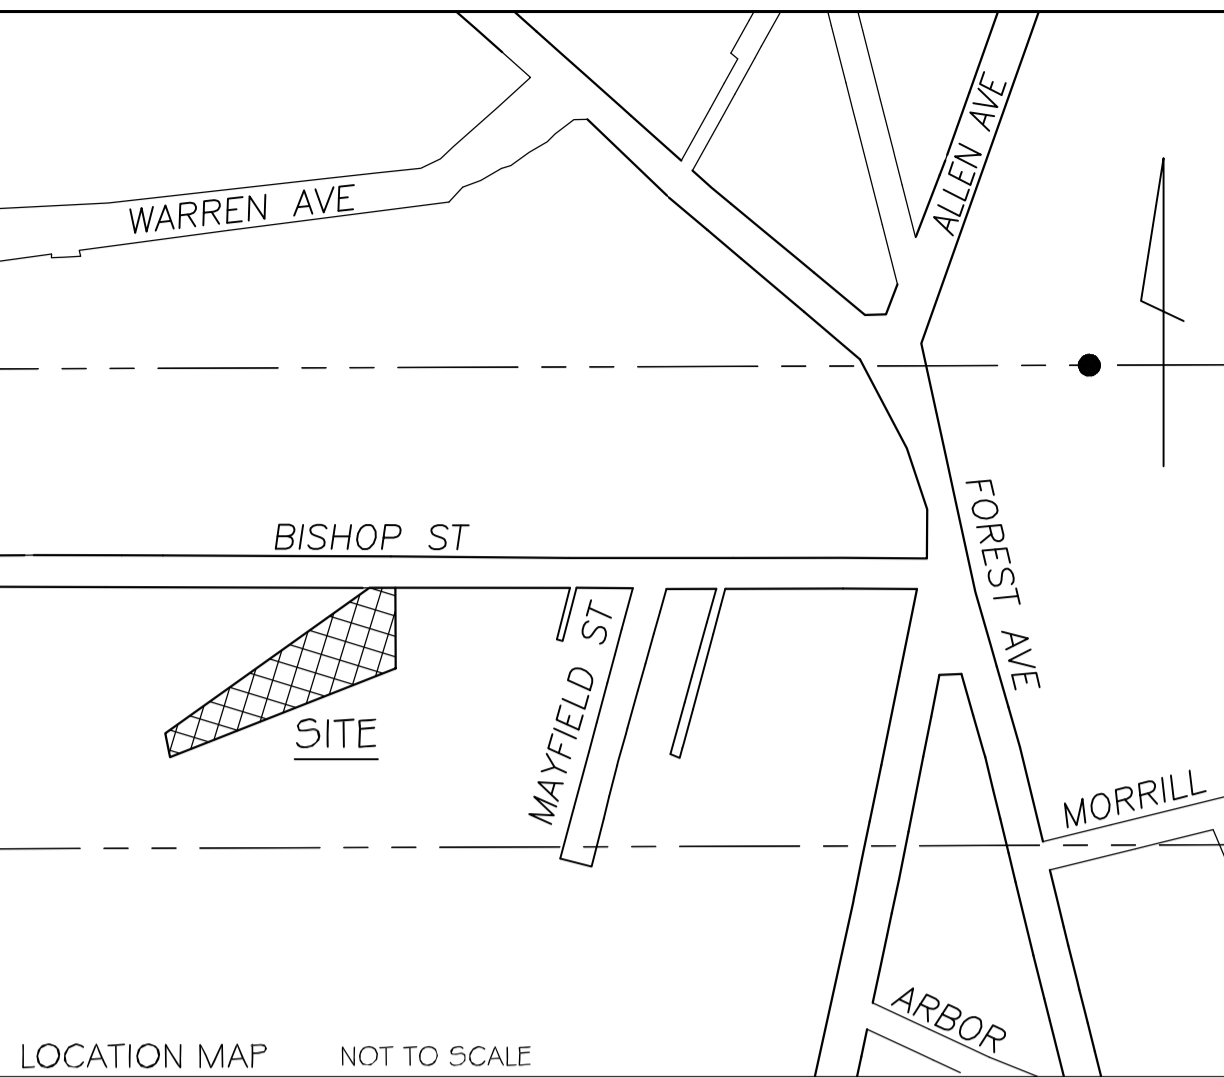 ALLEN AVE
WARREN AVE
FOREST AVE
BISHOP ST
MAYFIELD ST
SITE
MORRILL
ARBOR
LOCATION MAP NOT TO SCALE